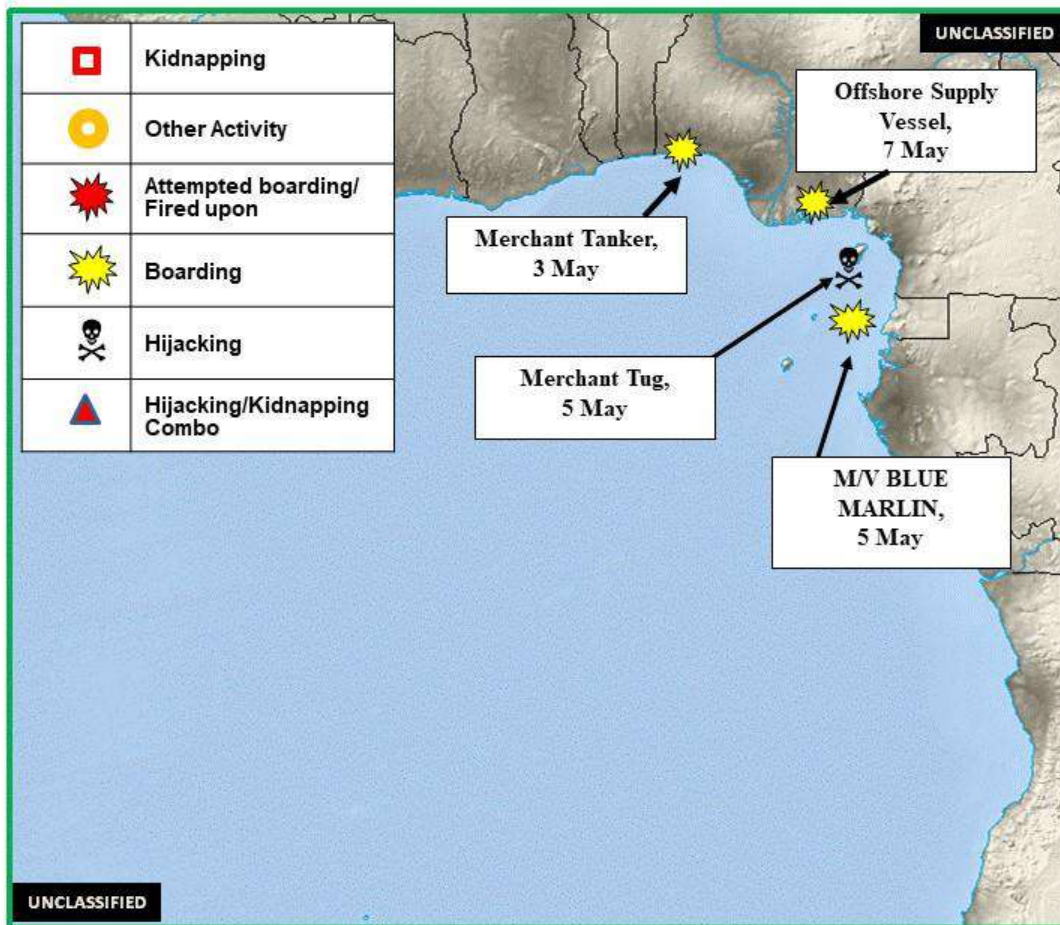 UNCLASSIFIED
Kidnapping
Other Activity
Attempted boarding/
Fired upon
Boarding
Hijacking
Hijacking/Kidnapping
Combo
Offshore Supply
Vessel,
7 May
Merchant Tanker,
3 May
Merchant Tug,
5 May
M/V BLUE
MARLIN,
5 May
UNCLASSIFIED